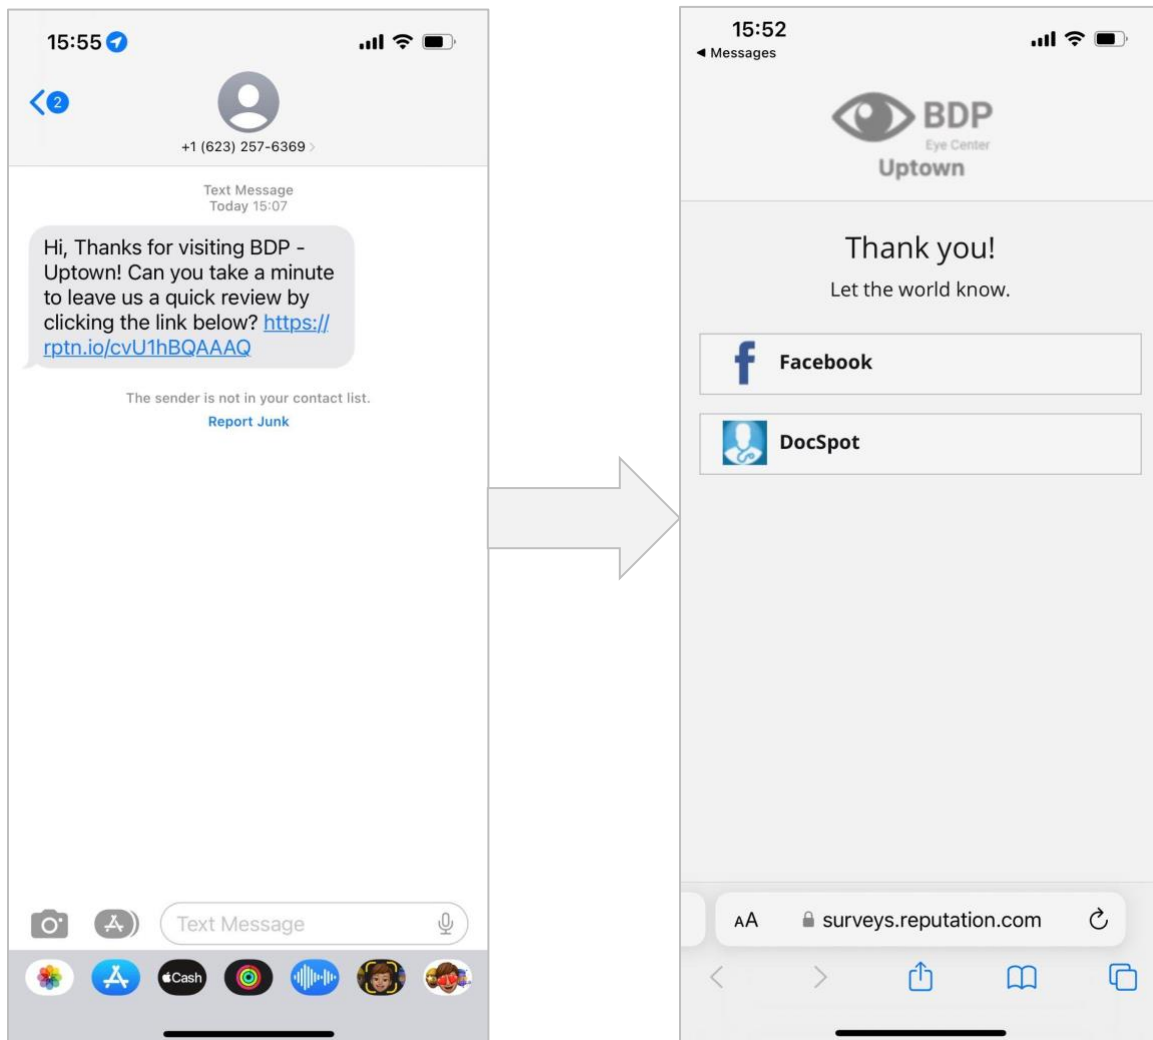 15:55
2
+1 (623) 257-6369
Text Message
Today 15:07
Hi, Thanks for visiting BDP -
Uptown! Can you take a minute
to leave us a quick review by
clicking the link below? https://
rptn.io/cvU1hBQAAAQ
The sender is not in your contact list.
Report Junk
Text Message
Cash
15:52
Messages
BDP
Eye Center
Uptown
Thank you!
Let the world know.
Facebook
DocSpot
AA
surveys.reputation.com